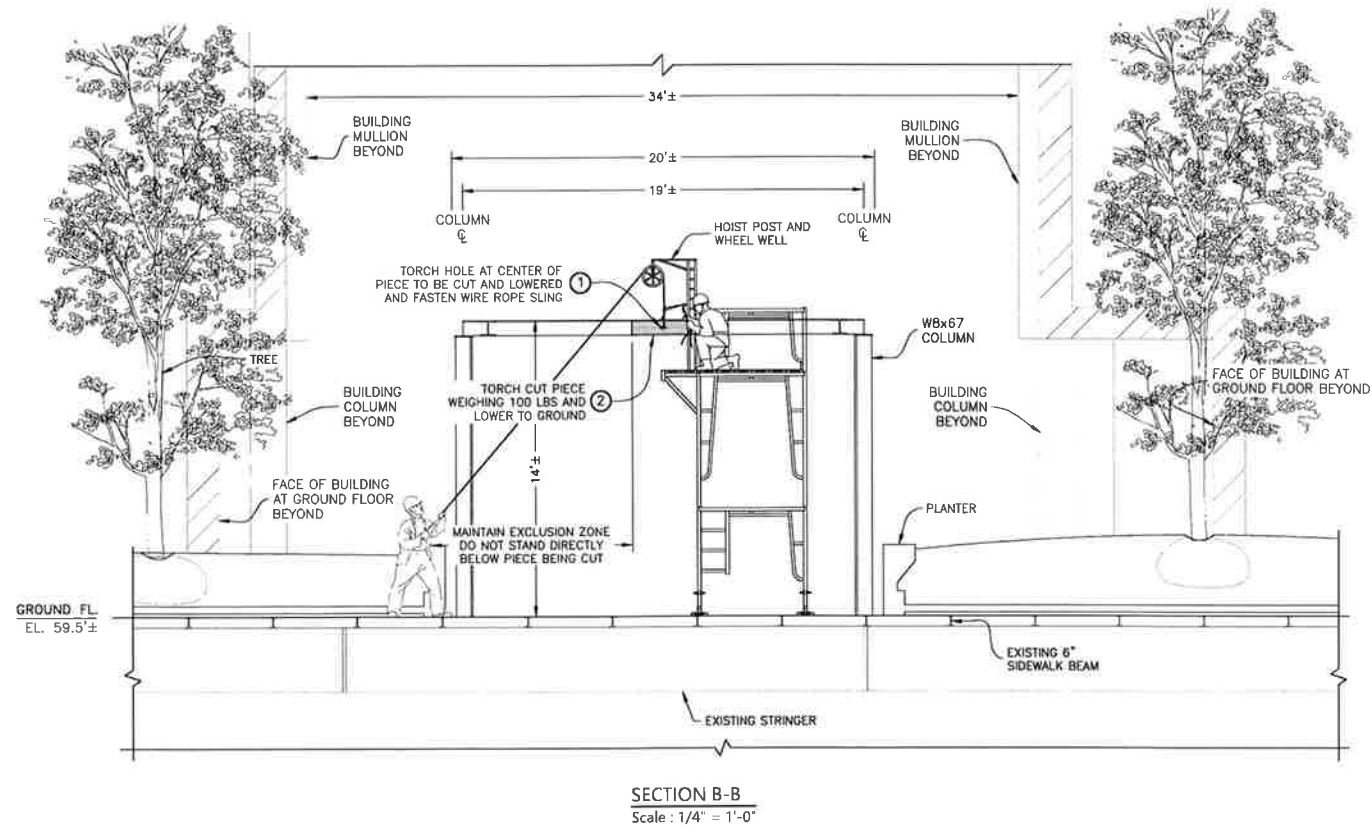 34'±
BUILDING
MULLION
BEYOND
BUILDING
MULLION
BEYOND
20'±
19'±
COLUMN
℄
COLUMN
℄
HOIST POST AND
WHEEL WELL
TORCH HOLE AT CENTER OF
PIECE TO BE CUT AND LOWERED
AND FASTEN WIRE ROPE SLING
1
W8x67
COLUMN
TREE
FACE OF BUILDING AT
GROUND FLOOR BEYOND
TORCH CUT PIECE
WEIGHING 100 LBS AND
LOWER TO GROUND
2
BUILDING
COLUMN
BEYOND
BUILDING
COLUMN
BEYOND
14'±
FACE OF BUILDING
AT GROUND FLOOR
BEYOND
PLANTER
MAINTAIN EXCLUSION ZONE
DO NOT STAND DIRECTLY
BELOW PIECE BEING CUT
GROUND FL.
EL. 59.5'±
EXISTING 6"
SIDEWALK BEAM
EXISTING STRINGER
SECTION B-B
Scale : 1/4" = 1'-0"